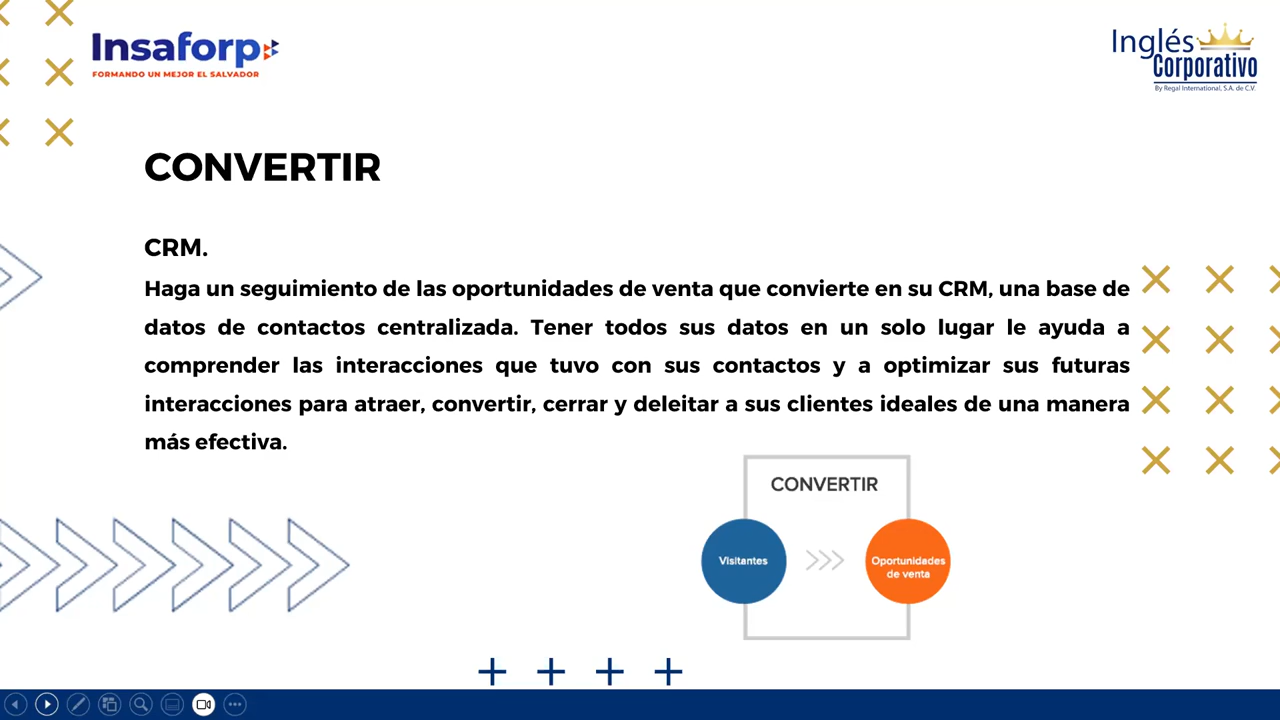 Insaforp
FORMANDO UN MEJOR EL SALVADOR
Inglés
Corporativo
By Regal International, S.A. de C.V.
CONVERTIR
CRM.
Haga un seguimiento de las oportunidades de venta que convierte en su CRM, una base de
datos de contactos centralizada. Tener todos sus datos en un solo lugar le ayuda a
comprender las interacciones que tuvo con sus contactos y a optimizar sus futuras
interacciones para atraer, convertir, cerrar y deleitar a sus clientes ideales de una manera
más efectiva.
CONVERTIR
Visitantes
Oportunidades
de venta